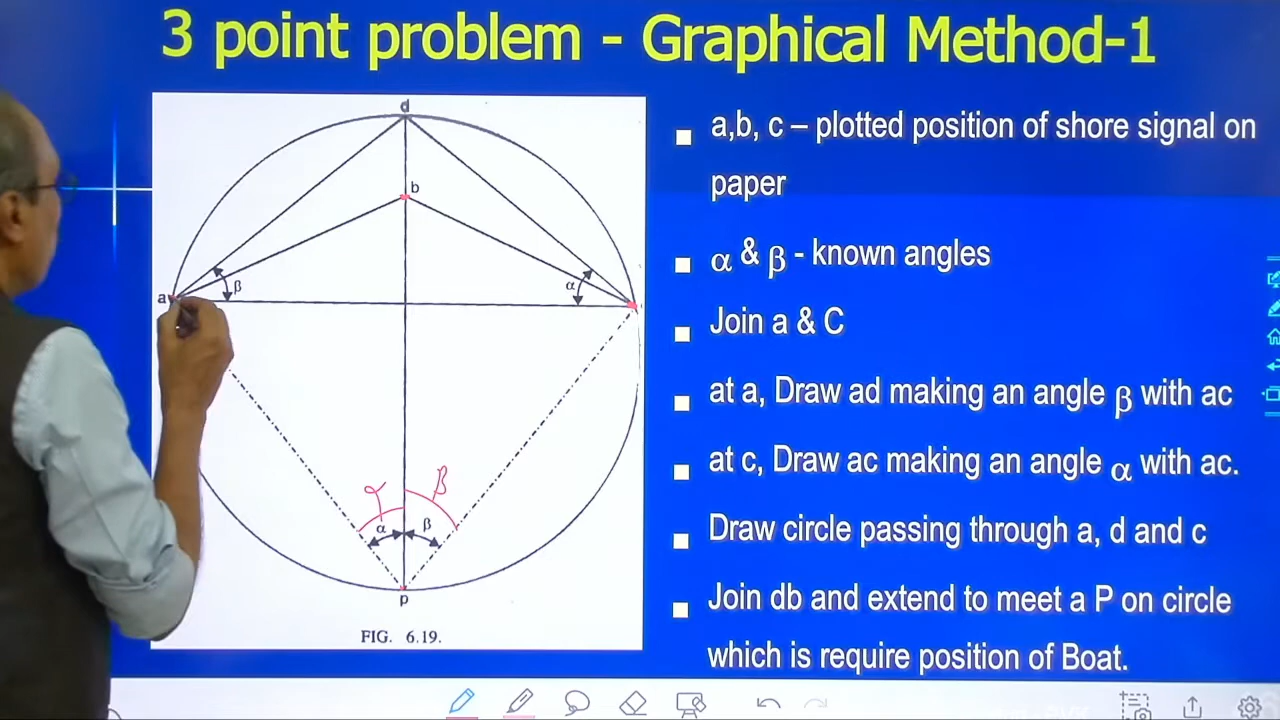 3 point problem - Graphical Method-1
d
b
a
β
α
α
β
α
β
p
FIG. 6.19.
■ a,b, c – plotted position of shore signal on
paper
■ α & β - known angles
■ Join a & C
■ at a, Draw ad making an angle β with ac
■ at c, Draw ac making an angle α with ac.
■ Draw circle passing through a, d and c
■ Join db and extend to meet a P on circle
which is require position of Boat.